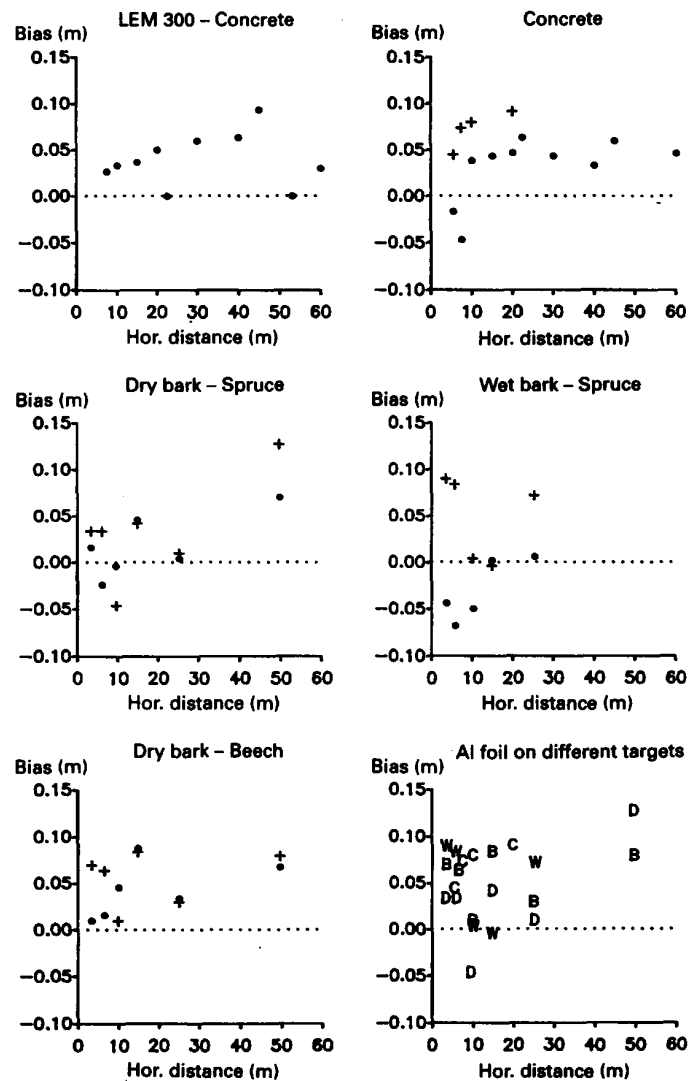 LEM 300 – Concrete
Bias (m)
0.15
0.10
0.05
0.00
−0.05
−0.10
0 10 20 30 40 50 60
Hor. distance (m)
Concrete
Bias (m)
0.15
0.10
0.05
0.00
−0.05
−0.10
0 10 20 30 40 50 60
Hor. distance (m)
Dry bark – Spruce
Bias (m)
0.15
0.10
0.05
0.00
−0.05
−0.10
0 10 20 30 40 50 60
Hor. distance (m)
Wet bark – Spruce
Bias (m)
0.15
0.10
0.05
0.00
−0.05
−0.10
0 10 20 30 40 50 60
Hor. distance (m)
Dry bark – Beech
Bias (m)
0.15
0.10
0.05
0.00
−0.05
−0.10
0 10 20 30 40 50 60
Hor. distance (m)
Al foil on different targets
Bias (m)
0.15
0.10
0.05
0.00
−0.05
−0.10
D
W W C B C B
B B C
D D C D W
B B
W W D
D
0 10 20 30 40 50 60
Hor. distance (m)